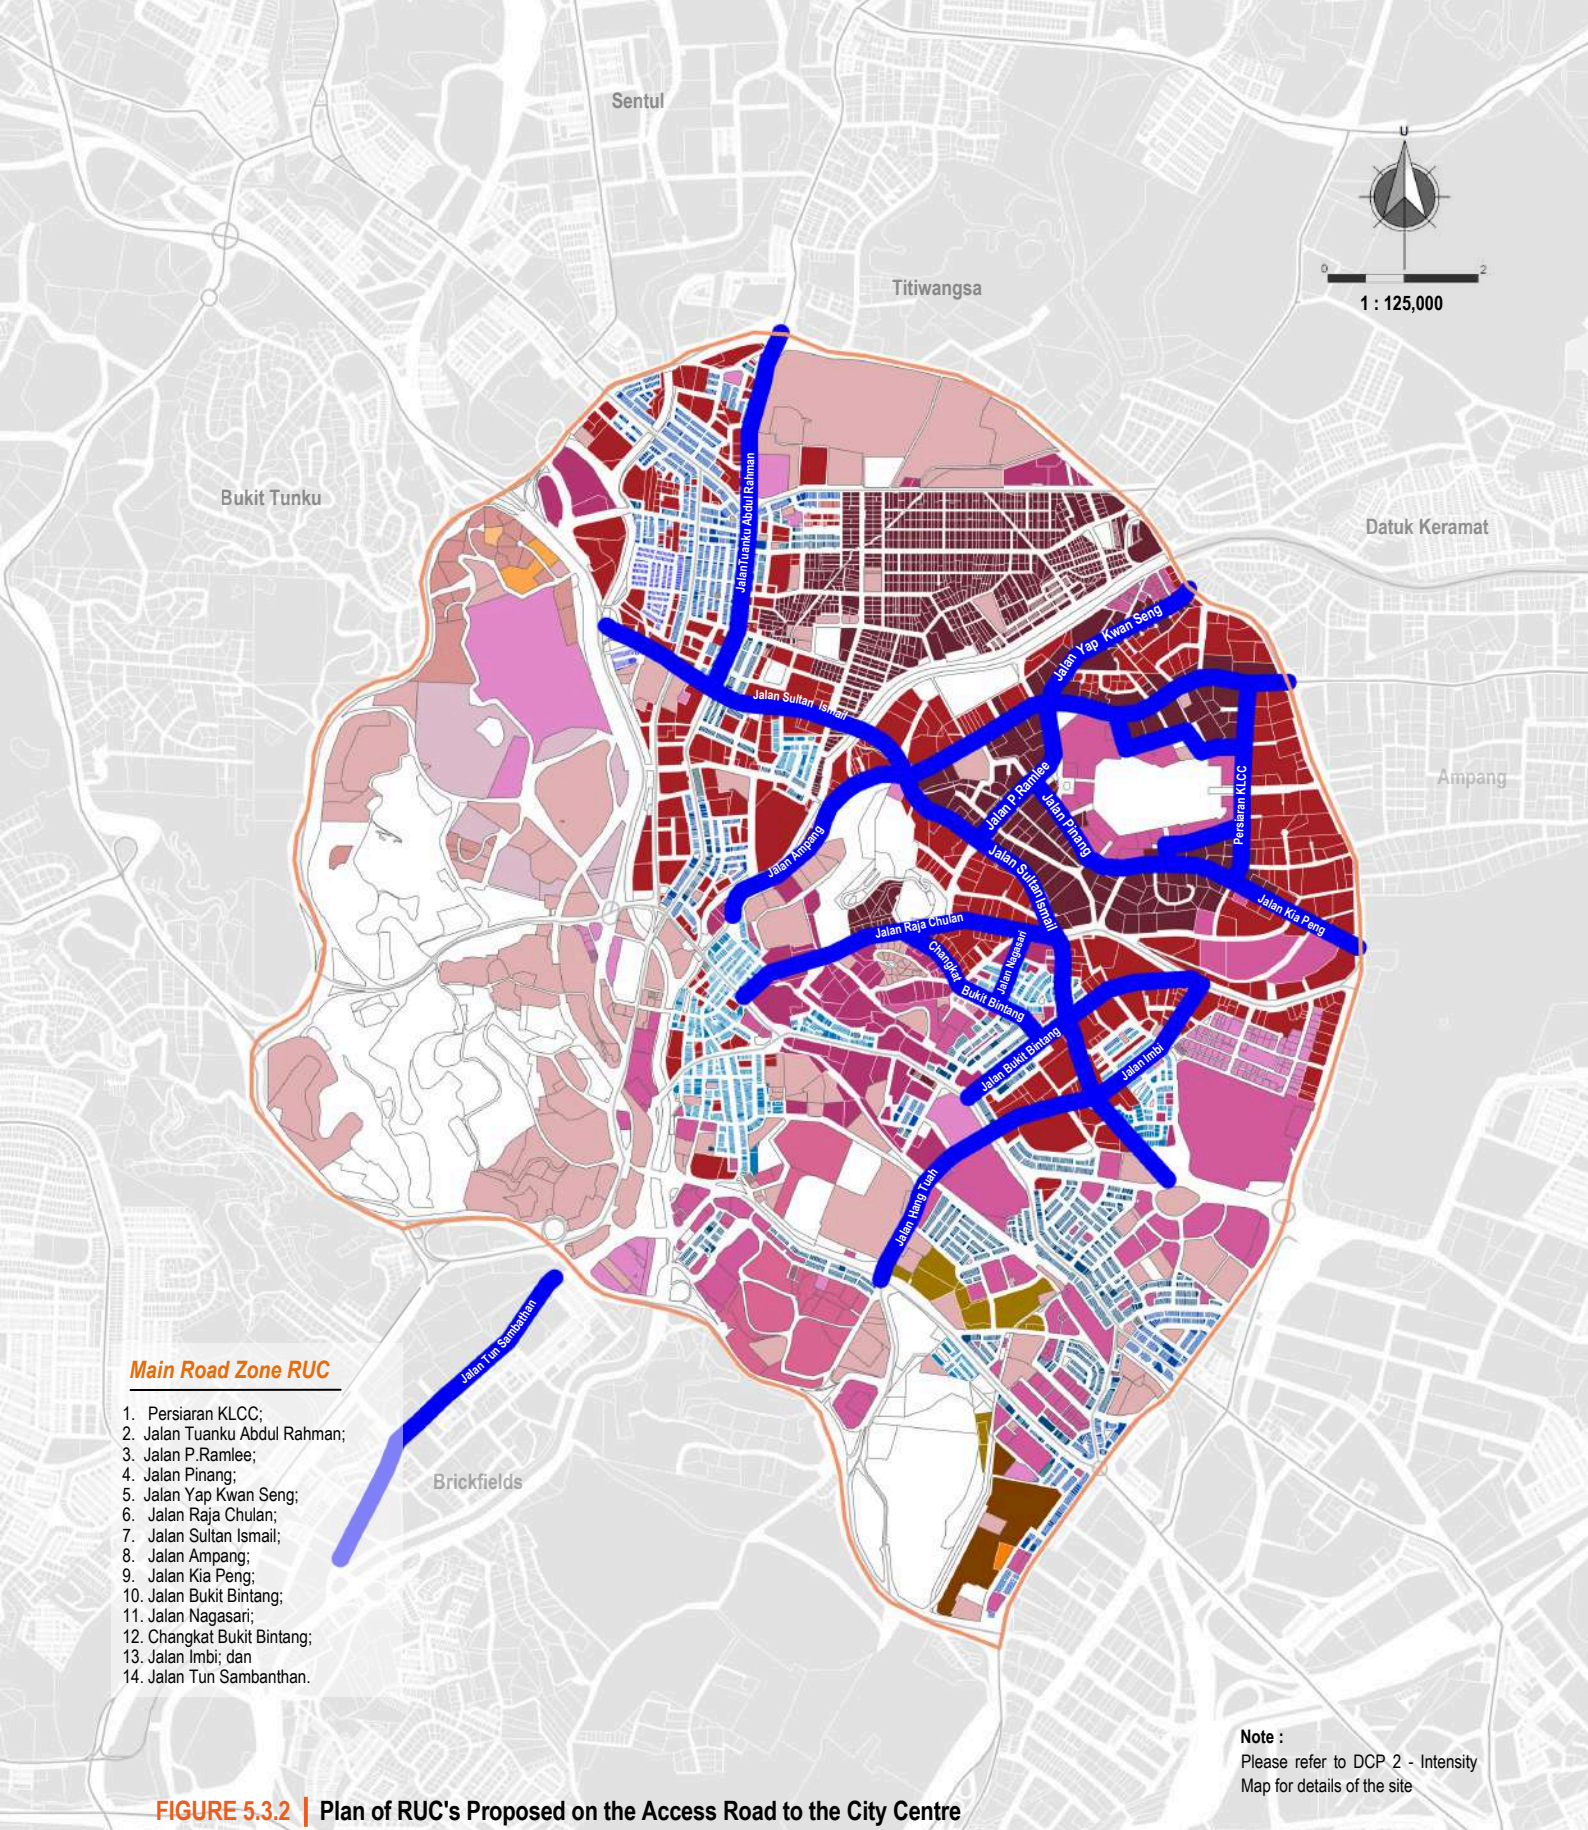 Sentul
U
0 2
1 : 125,000
Titiwangsa
Bukit Tunku
Datuk Keramat
JalanTuanku Abdul Rahman
Jalan Yap Kwan Seng
Jalan Sultan Ismail
Ampang
Jalan P.Ramlee
Jalan Pinang
Persiaran KLCC
Jalan Ampang
Jalan Sultan Ismail
Jalan Kia Peng
Jalan Raja Chulan
Changkat
Bukit Bintang
Jalan Nagasari
Jalan Bukit Bintang
Jalan Imbi
Jalan Hang Tuah
Jalan Tun Sambathan
Brickfields
Main Road Zone RUC
1. Persiaran KLCC;
2. Jalan Tuanku Abdul Rahman;
3. Jalan P.Ramlee;
4. Jalan Pinang;
5. Jalan Yap Kwan Seng;
6. Jalan Raja Chulan;
7. Jalan Sultan Ismail;
8. Jalan Ampang;
9. Jalan Kia Peng;
10. Jalan Bukit Bintang;
11. Jalan Nagasari;
12. Changkat Bukit Bintang;
13. Jalan Imbi; dan
14. Jalan Tun Sambanthan.
Note :
Please refer to DCP 2 - Intensity
Map for details of the site
FIGURE 5.3.2 | Plan of RUC's Proposed on the Access Road to the City Centre